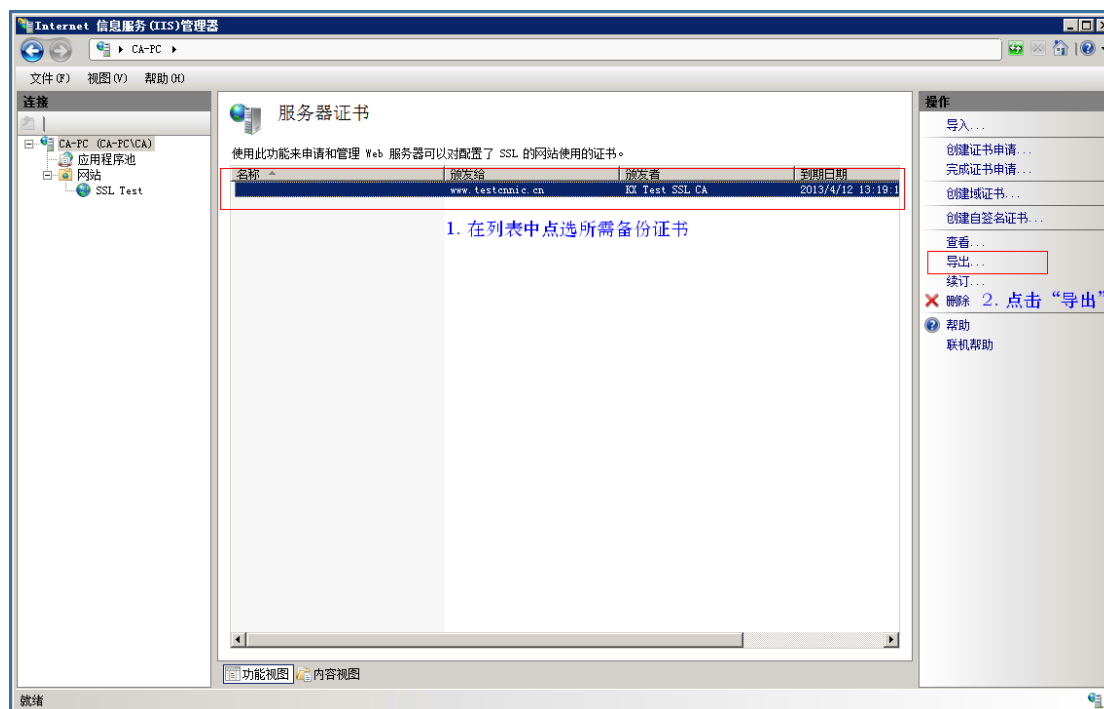 Internet 信息服务(IIS)管理器
CA-PC
文件(F) 视图(V) 帮助(H)
连接
CA-PC (CA-PC\CA)
应用程序池
网站
SSL Test
服务器证书
使用此功能来申请和管理 Web 服务器可以对配置了 SSL 的网站使用的证书。
名称 颁发给 颁发者 到期日期
www.testcnnic.cn KX Test SSL CA 2013/4/12 13:19:1
1. 在列表中点选所需备份证书
功能视图 内容视图
操作
导入...
创建证书申请...
完成证书申请...
创建域证书...
创建自签名证书...
查看...
导出...
续订...
删除 2. 点击“导出”
帮助
联机帮助
就绪